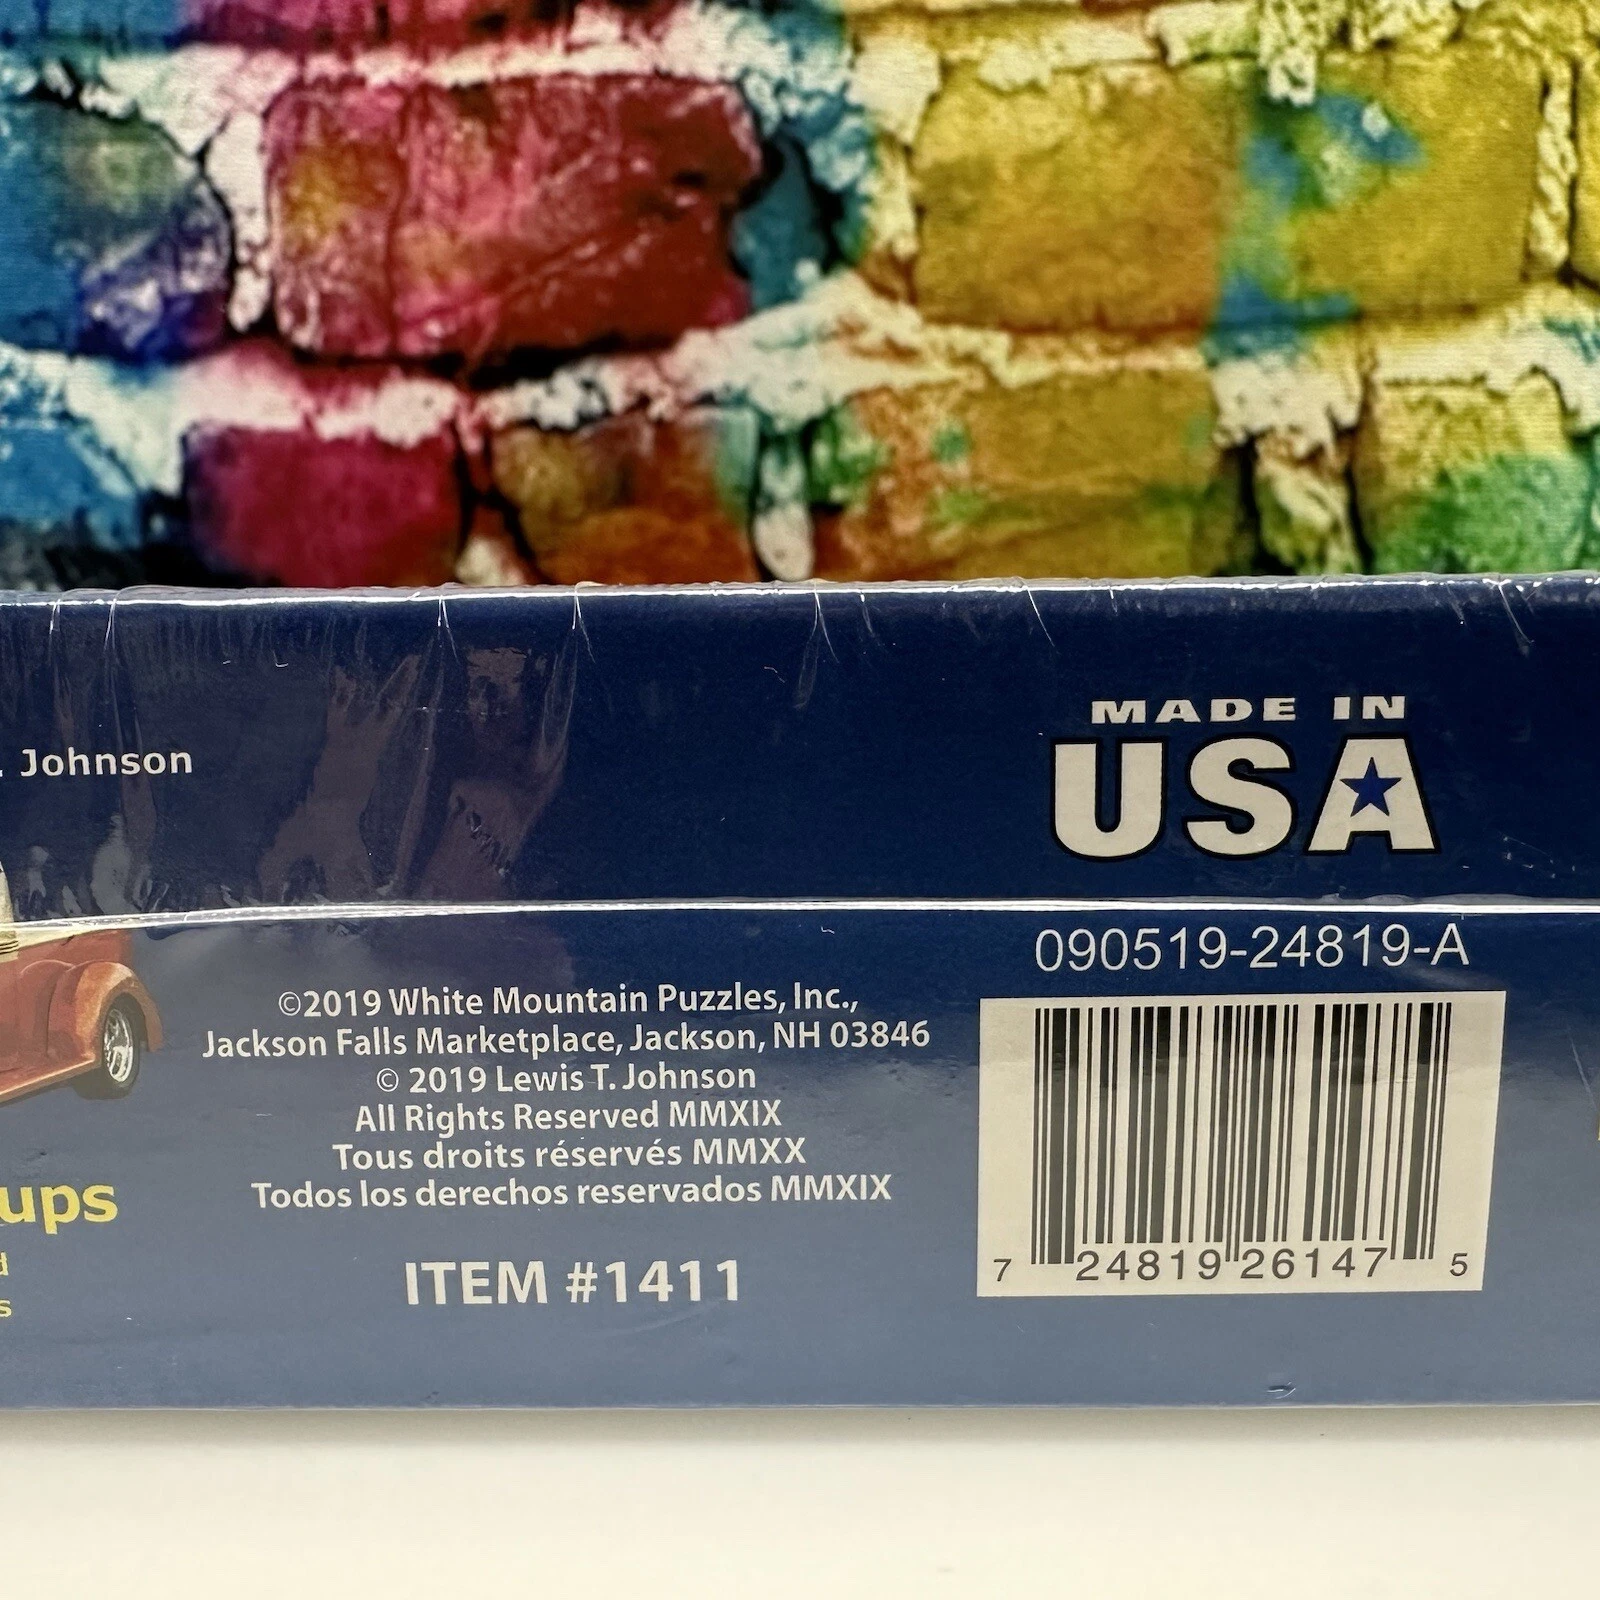 . Johnson
MADE IN
USA
090519-24819-A
©2019 White Mountain Puzzles, Inc.,
Jackson Falls Marketplace, Jackson, NH 03846
© 2019 Lewis T. Johnson
All Rights Reserved MMXIX
Tous droits réservés MMXX
Todos los derechos reservados MMXIX
ITEM #1411
ups
d
s
7 24819 26147 5